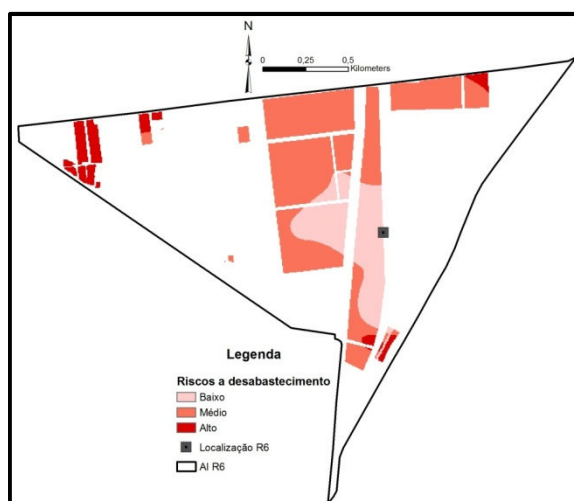 N
0 0,25 0,5
Kilometers
Legenda
Riscos a desabastecimento
Baixo
Médio
Alto
Localização R6
AI R6